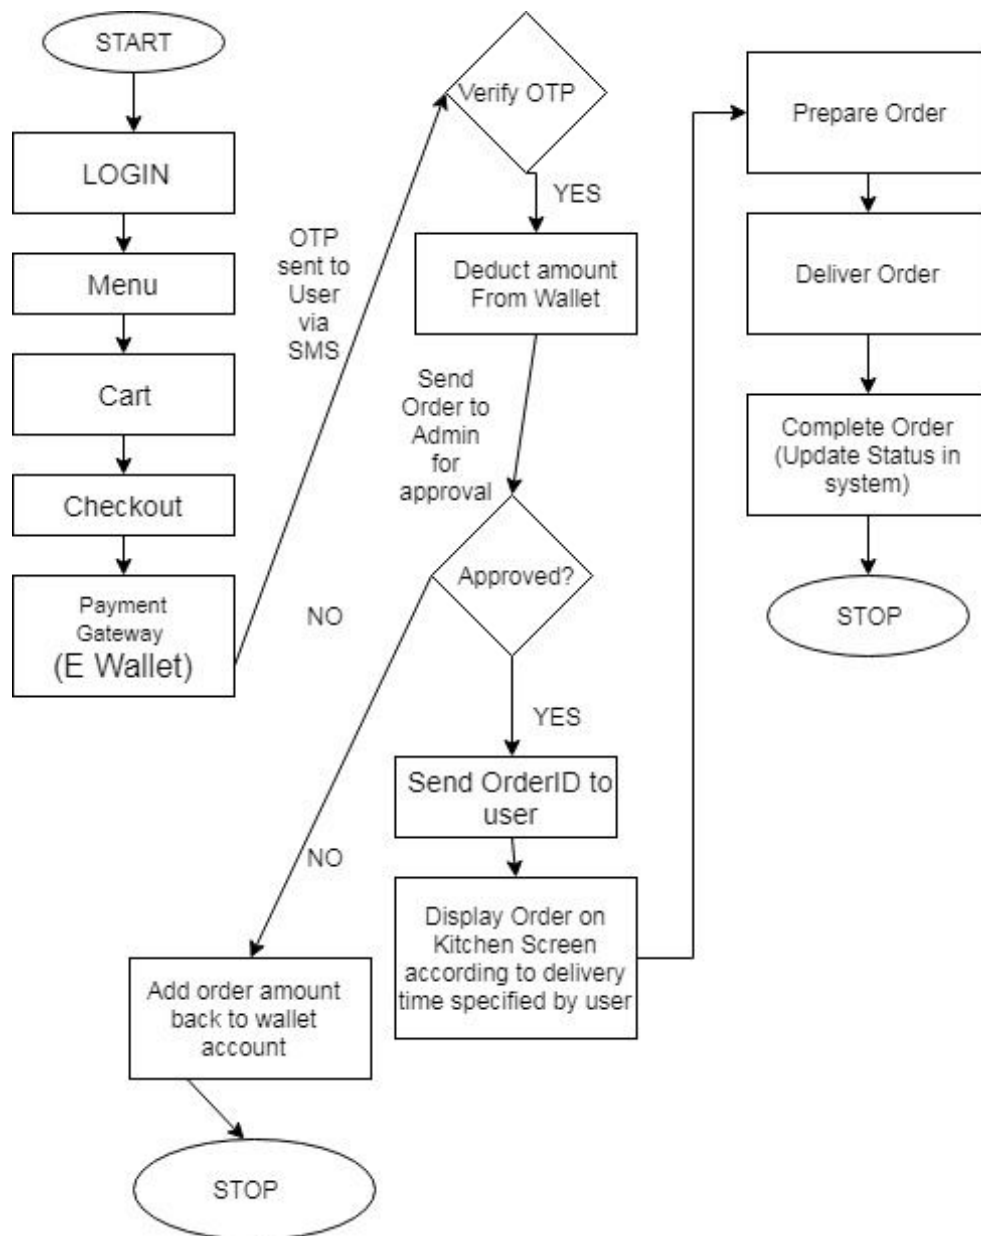 START
LOGIN
Menu
Cart
Checkout
Payment
Gateway
(E Wallet)
OTP
sent to
User
via
SMS
Verify OTP
YES
Deduct amount
From Wallet
Send
Order to
Admin
for
approval
Approved?
NO
YES
NO
Send OrderID to
user
Display Order on
Kitchen Screen
according to delivery
time specified by user
Add order amount
back to wallet
account
STOP
Prepare Order
Deliver Order
Complete Order
(Update Status in
system)
STOP